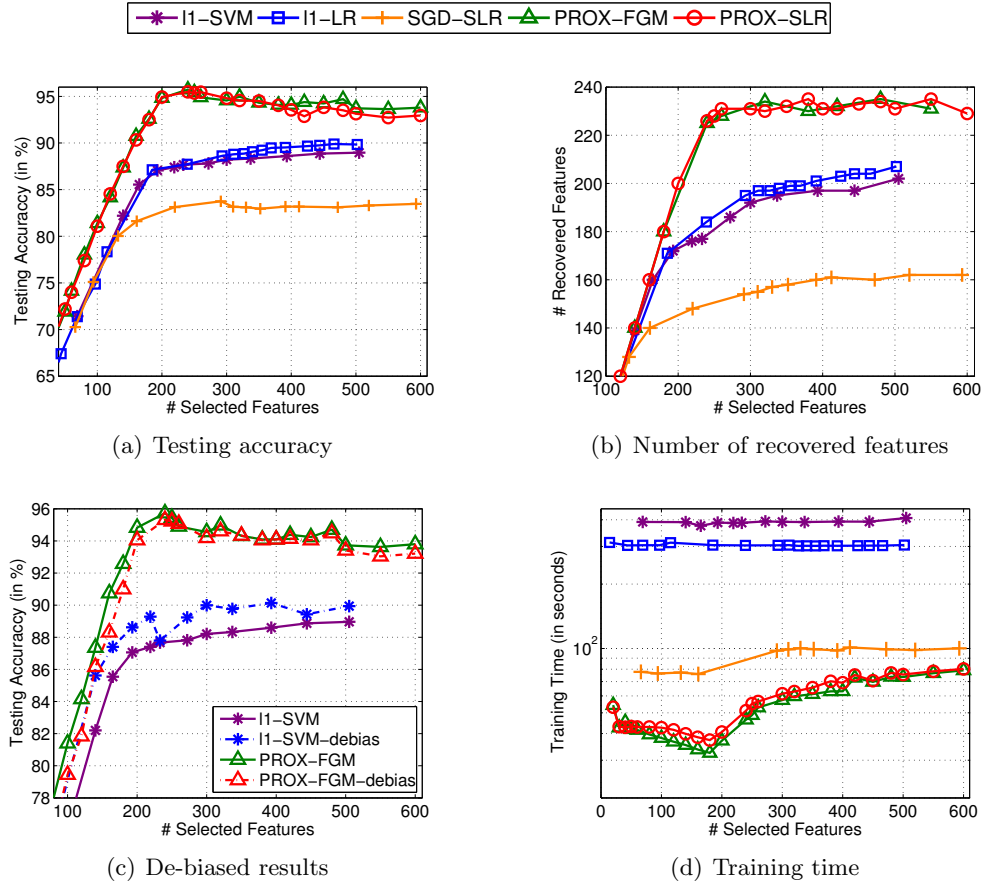 l1−SVM l1−LR SGD−SLR PROX−FGM PROX−SLR
95
90
85
80
75
70
65
100 200 300 400 500 600
Testing Accuraccy (in %)
# Selected Features
(a) Testing accuracy
240
220
200
180
160
140
120
100 200 300 400 500 600
# Recovered Features
# Selected Features
(b) Number of recovered features
96
94
92
90
88
86
84
82
80
78
100 200 300 400 500 600
Testing Accuraccy (in %)
# Selected Features
l1−SVM
l1−SVM−debias
PROX−FGM
PROX−FGM−debias
(c) De-biased results
10^2
0 100 200 300 400 500 600
Training Time (in seconds)
# Selected Features
(d) Training time